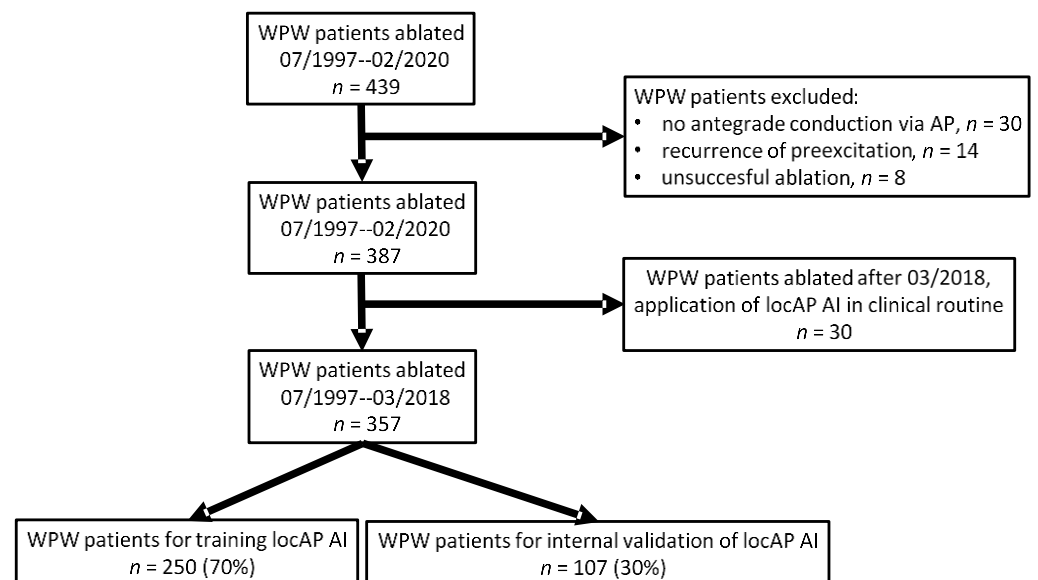 WPW patients ablated
07/1997--02/2020
n = 439
WPW patients excluded:
• no antegrade conduction via AP, n = 30
• recurrence of preexcitation, n = 14
• unsuccesful ablation, n = 8
WPW patients ablated
07/1997--02/2020
n = 387
WPW patients ablated after 03/2018,
application of locAP AI in clinical routine
n = 30
WPW patients ablated
07/1997--03/2018
n = 357
WPW patients for training locAP AI
n = 250 (70%)
WPW patients for internal validation of locAP AI
n = 107 (30%)